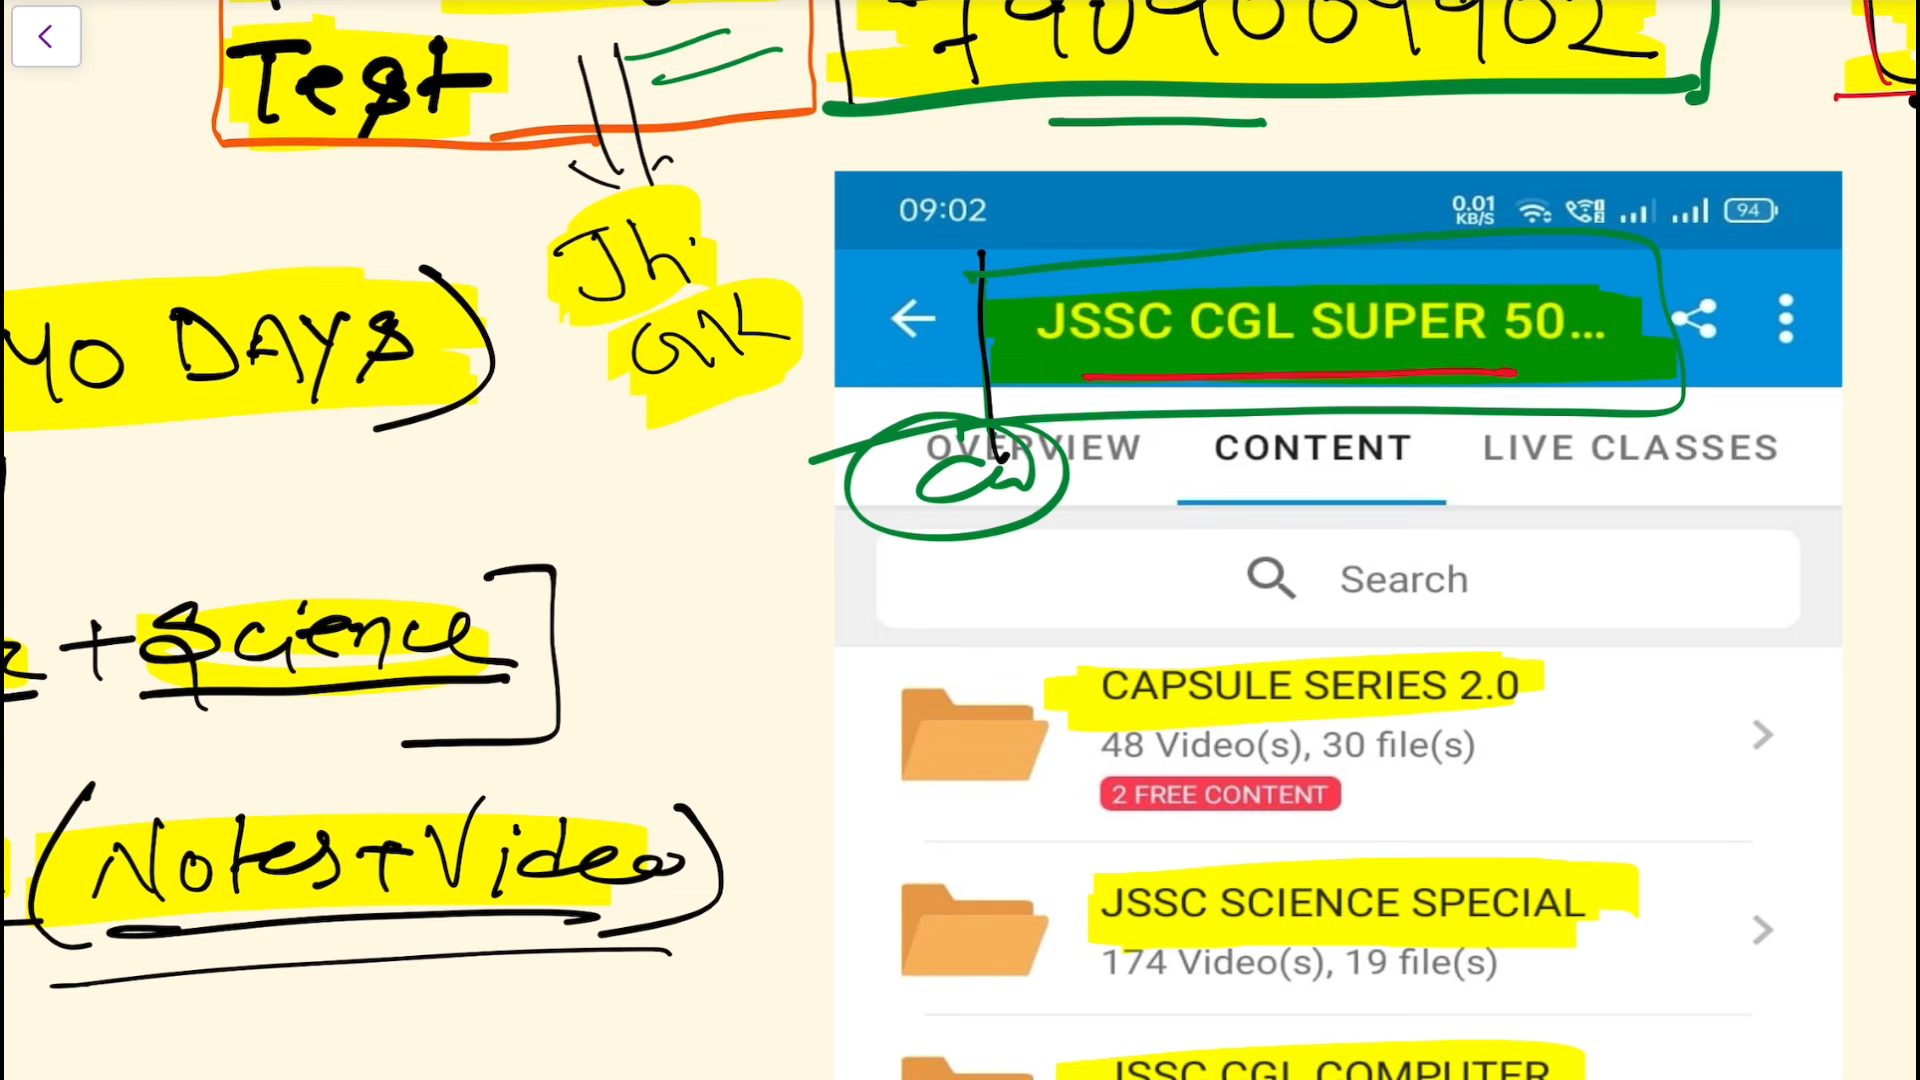 Test
09:02
0.01
KB/S
94
Jh.
GK
JSSC CGL SUPER 50...
40 DAYS)
OVERVIEW
CONTENT
LIVE CLASSES
Search
+ Science]
CAPSULE SERIES 2.0
48 Video(s), 30 file(s)
2 FREE CONTENT
(Notes+Video)
JSSC SCIENCE SPECIAL
174 Video(s), 19 file(s)
JSSC CGL COMPUTER